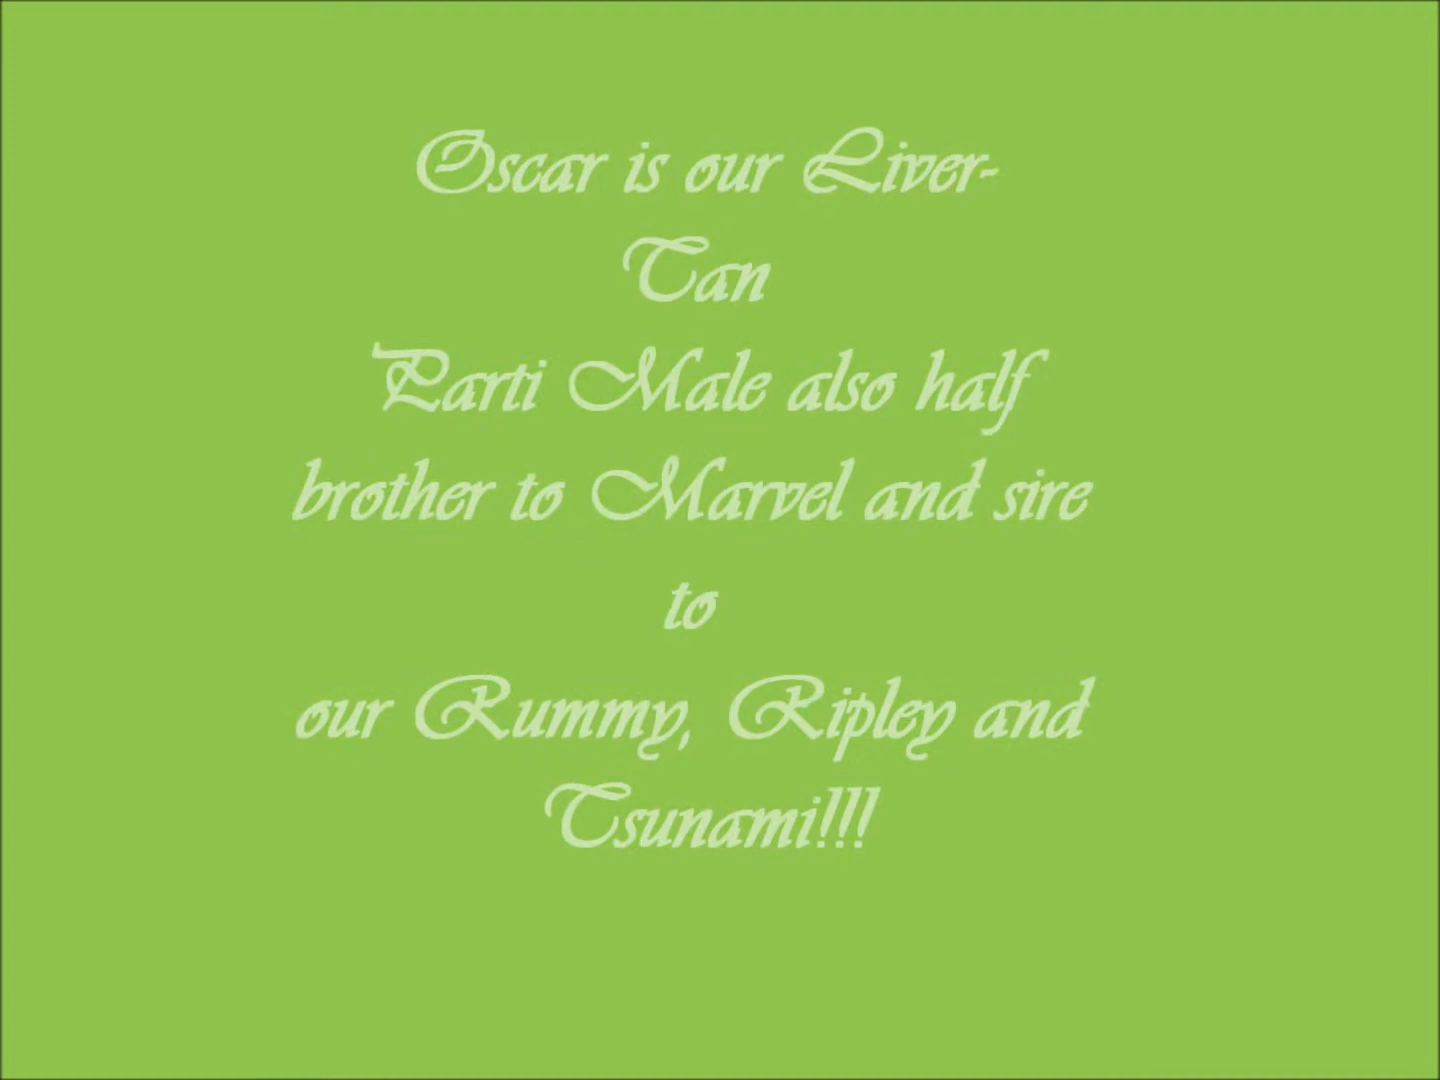 Oscar is our Liver-
Tan
Parti Male also half
brother to Marvel and sire
to
our Rummy, Ripley and
Tsunami!!!